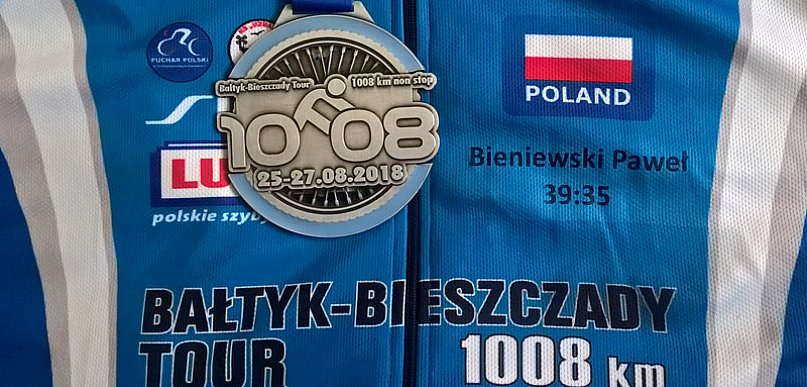 PUCHAR POLSKI
Bałtyk-Bieszczady Tour
1008 km non stop
1008
25-27.08.2018
LU
polskie szyby
POLAND
Bieniewski Paweł
39:35
BAŁTYK-BIESZCZADY
TOUR
1008 km